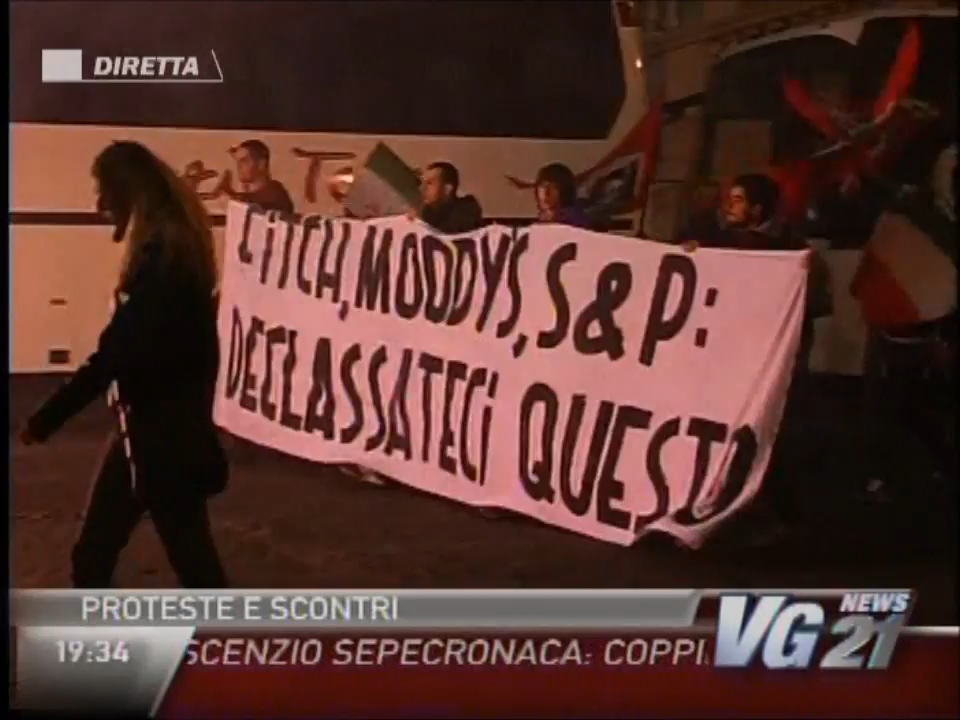 DIRETTA
FITCH, MOODY'S, S&P:
DECLASSATECI QUESTO
PROTESTE E SCONTRI
NEWS
VG 21
19:34
SCENZIO SEPECRONACA: COPPI